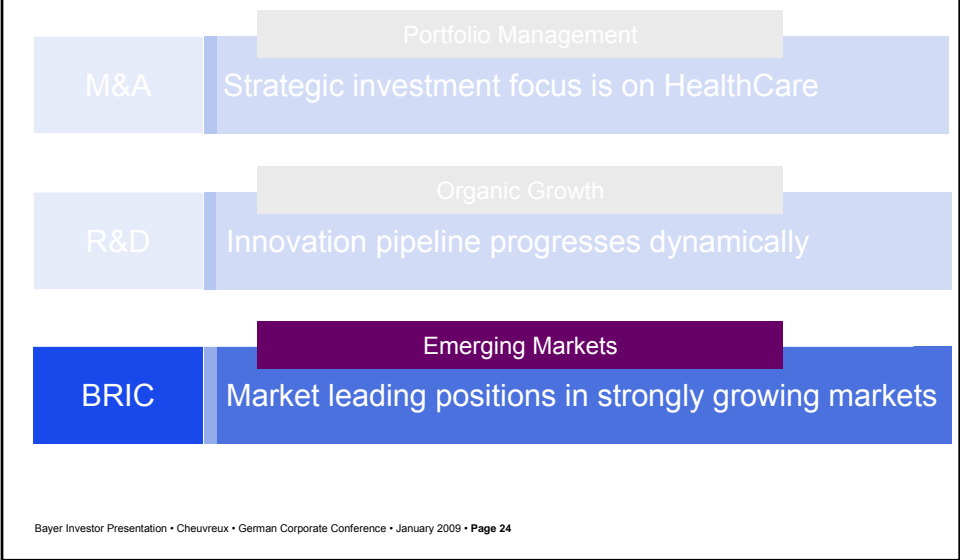 Portfolio Management
M&A
Strategic investment focus is on HealthCare
Organic Growth
R&D
Innovation pipeline progresses dynamically
Emerging Markets
BRIC
Market leading positions in strongly growing markets
Bayer Investor Presentation • Cheuvreux • German Corporate Conference • January 2009 • Page 24